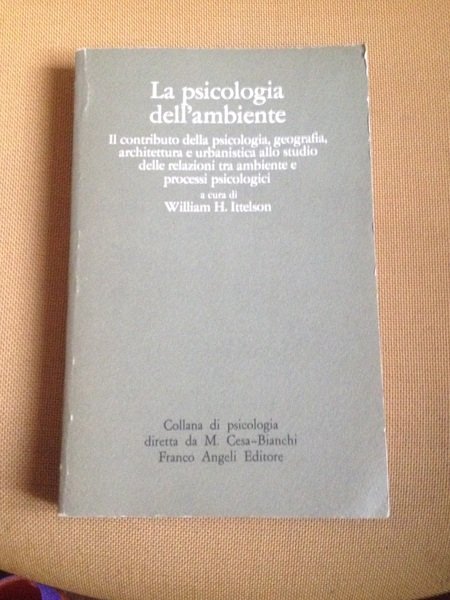 La psicologia
dell'ambiente
Il contributo della psicologia, geografia,
architettura e urbanistica allo studio
delle relazioni tra ambiente e
processi psicologici
a cura di
William H. Ittelson
Collana di psicologia
diretta da M. Cesa-Bianchi
Franco Angeli Editore